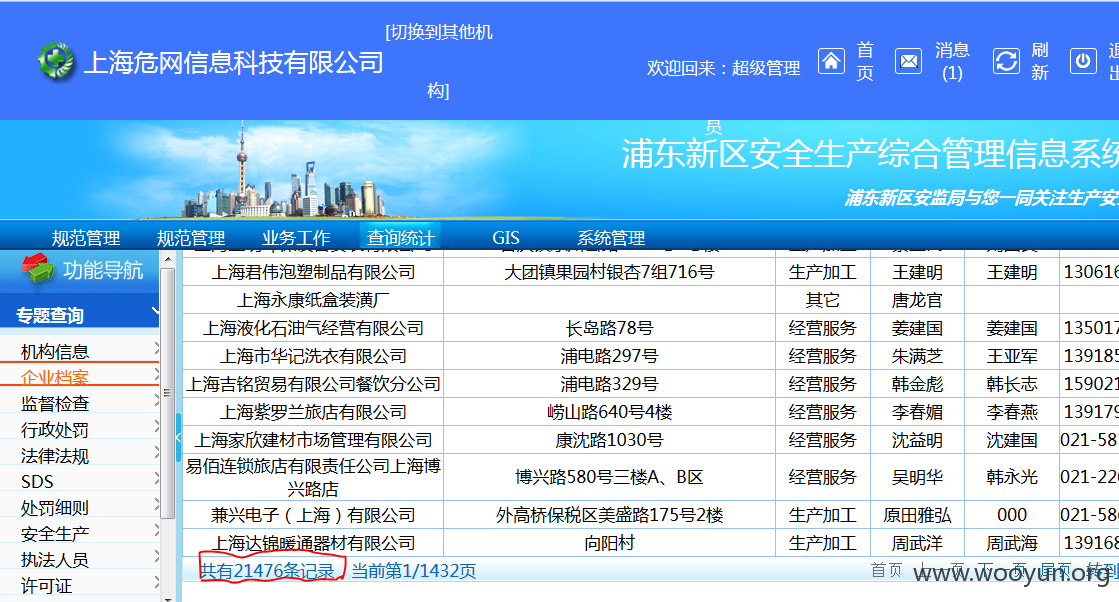 [切换到其他机
上海危网信息科技有限公司
构]
欢迎回来：超级管理
员
首
页
消息
(1)
刷
新
浦东新区安全生产综合管理信息系统
浦东新区安监局与您一同关注生产安
规范管理 规范管理 业务工作 查询统计 GIS 系统管理
功能导航
专题查询
机构信息
企业档案
监督检查
行政处罚
法律法规
SDS
处罚细则
安全生产
执法人员
许可证
上海君伟泡塑制品有限公司 大团镇果园村银杏7组716号 生产加工 王建明 王建明 13061
上海永康纸盒装潢厂 其它 唐龙官
上海液化石油气经营有限公司 长岛路78号 经营服务 姜建国 姜建国 13501
上海市华记洗衣有限公司 浦电路297号 经营服务 朱满芝 王亚军 13918
上海吉铭贸易有限公司餐饮分公司 浦电路329号 经营服务 韩金彪 韩长志 15902
上海紫罗兰旅店有限公司 崂山路640号4楼 经营服务 李春媚 李春燕 13917
上海家欣建材市场管理有限公司 康沈路1030号 经营服务 沈益明 沈建国 021-58
易佰连锁旅店有限责任公司上海博
兴路店 博兴路580号三楼A、B区 经营服务 吴明华 韩永光 021-22
兼兴电子（上海）有限公司 外高桥保税区美盛路175号2楼 生产加工 原田雅弘 000 021-58
上海达锦暖通器材有限公司 向阳村 生产加工 周武洋 周武海 13916
共有21476条记录，当前第1/1432页
首页 上一页 下一页 尾页 转到
www.wooyun.org